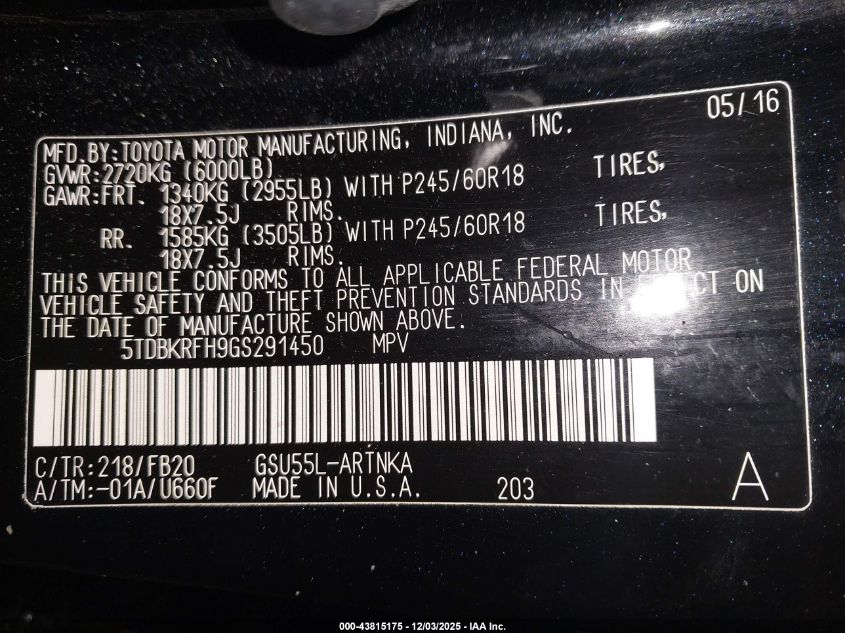 05/16
MFD.BY:TOYOTA MOTOR MANUFACTURING, INDIANA, INC.
GVWR:2720KG (6000LB)
GAWR:FRT. 1340KG (2955LB) WITH P245/60R18 TIRES,
18X7.5J RIMS.
RR. 1585KG (3505LB) WITH P245/60R18 TIRES,
18X7.5J RIMS.
THIS VEHICLE CONFORMS TO ALL APPLICABLE FEDERAL MOTOR
VEHICLE SAFETY AND THEFT PREVENTION STANDARDS IN EFFECT ON
THE DATE OF MANUFACTURE SHOWN ABOVE.
5TDBKRFH9GS291450 MPV
C/TR:218/FB20 GSU55L-ARTNKA
A/TM:-01A/U660F MADE IN U.S.A. 203 A
000-43815175 - 12/03/2025 - IAA Inc.